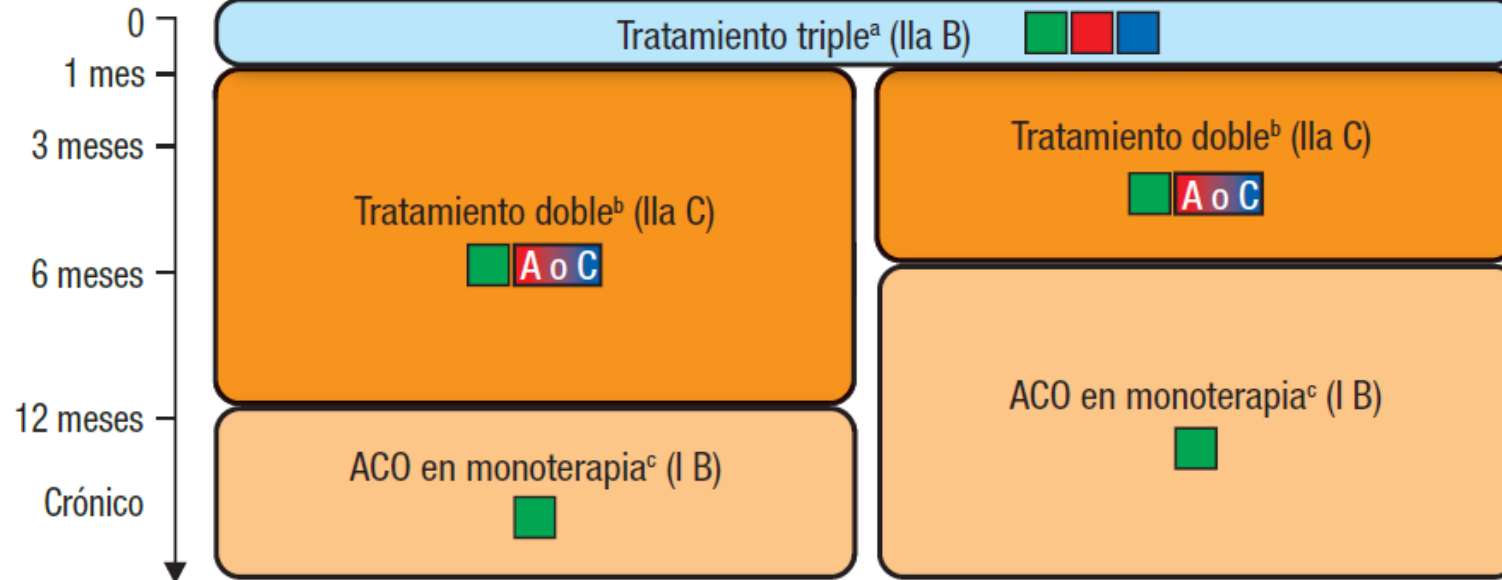 0
Tratamiento tripleᵃ (IIa B)
1 mes
3 meses
Tratamiento dobleᵇ (IIa C)
A o C
Tratamiento dobleᵇ (IIa C)
A o C
6 meses
12 meses
ACO en monoterapiaᶜ (I B)
ACO en monoterapiaᶜ (I B)
Crónico